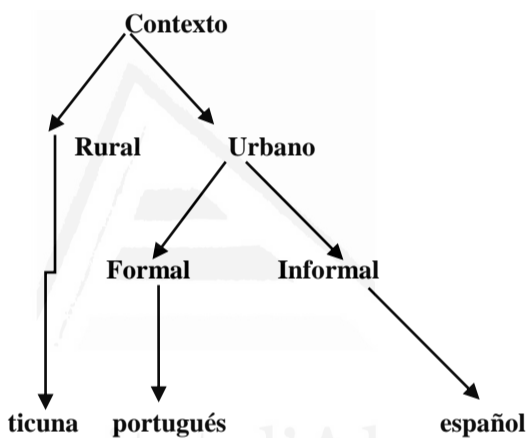 Contexto
Rural Urbano
Formal Informal
ticuna portugués español